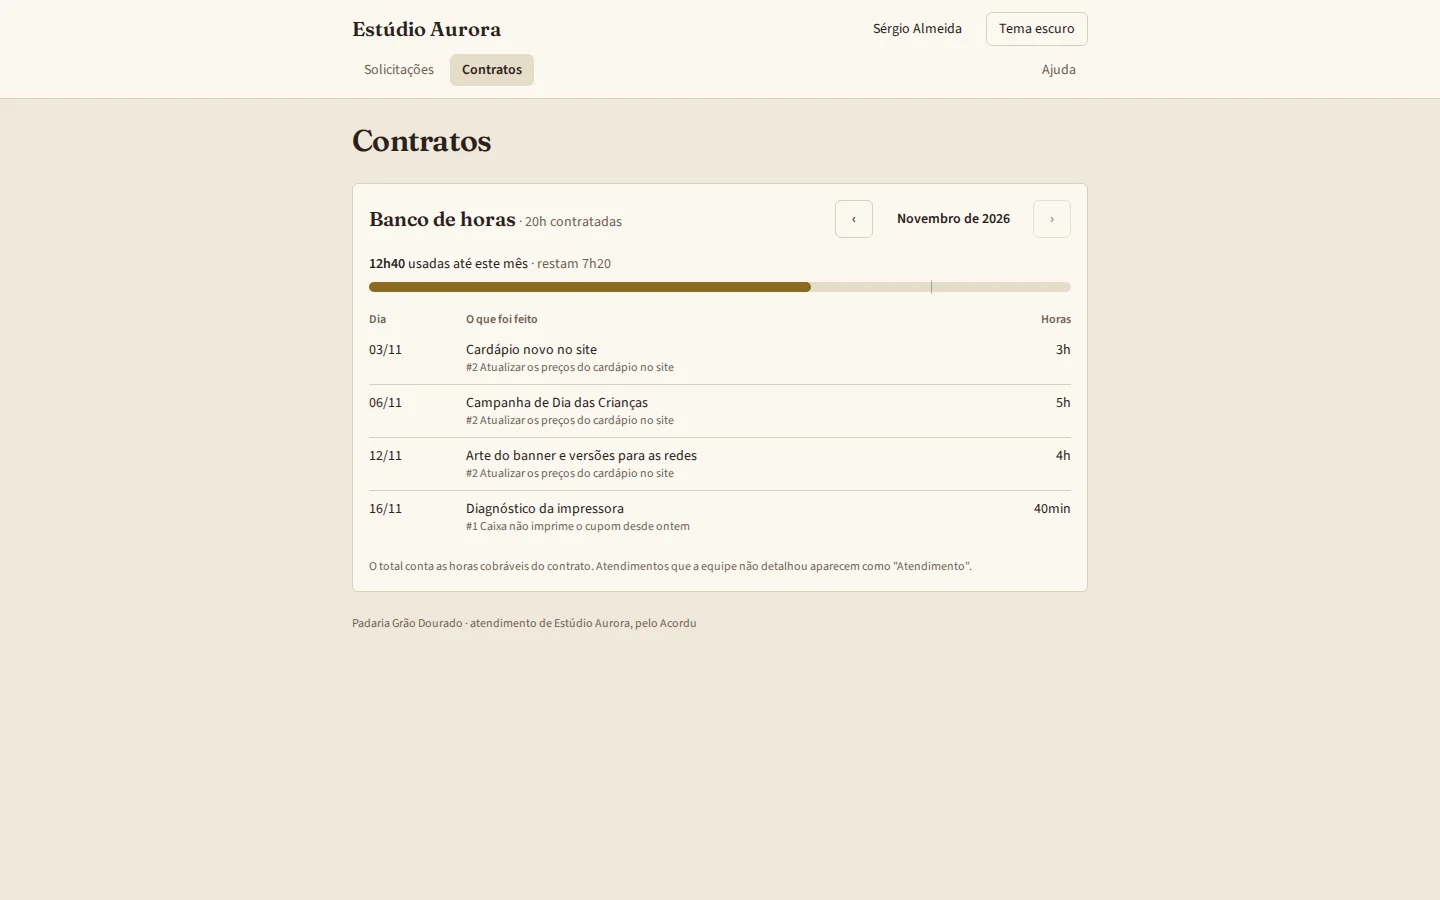 Estúdio Aurora
Sérgio Almeida
Tema escuro
Solicitações
Contratos
Ajuda
Contratos
Banco de horas · 20h contratadas
‹
Novembro de 2026
›
12h40 usadas até este mês · restam 7h20
Dia
O que foi feito
Horas
03/11
Cardápio novo no site
3h
#2 Atualizar os preços do cardápio no site
06/11
Campanha de Dia das Crianças
5h
#2 Atualizar os preços do cardápio no site
12/11
Arte do banner e versões para as redes
4h
#2 Atualizar os preços do cardápio no site
16/11
Diagnóstico da impressora
40min
#1 Caixa não imprime o cupom desde ontem
O total conta as horas cobráveis do contrato. Atendimentos que a equipe não detalhou aparecem como "Atendimento".
Padaria Grão Dourado · atendimento de Estúdio Aurora, pelo Acordu